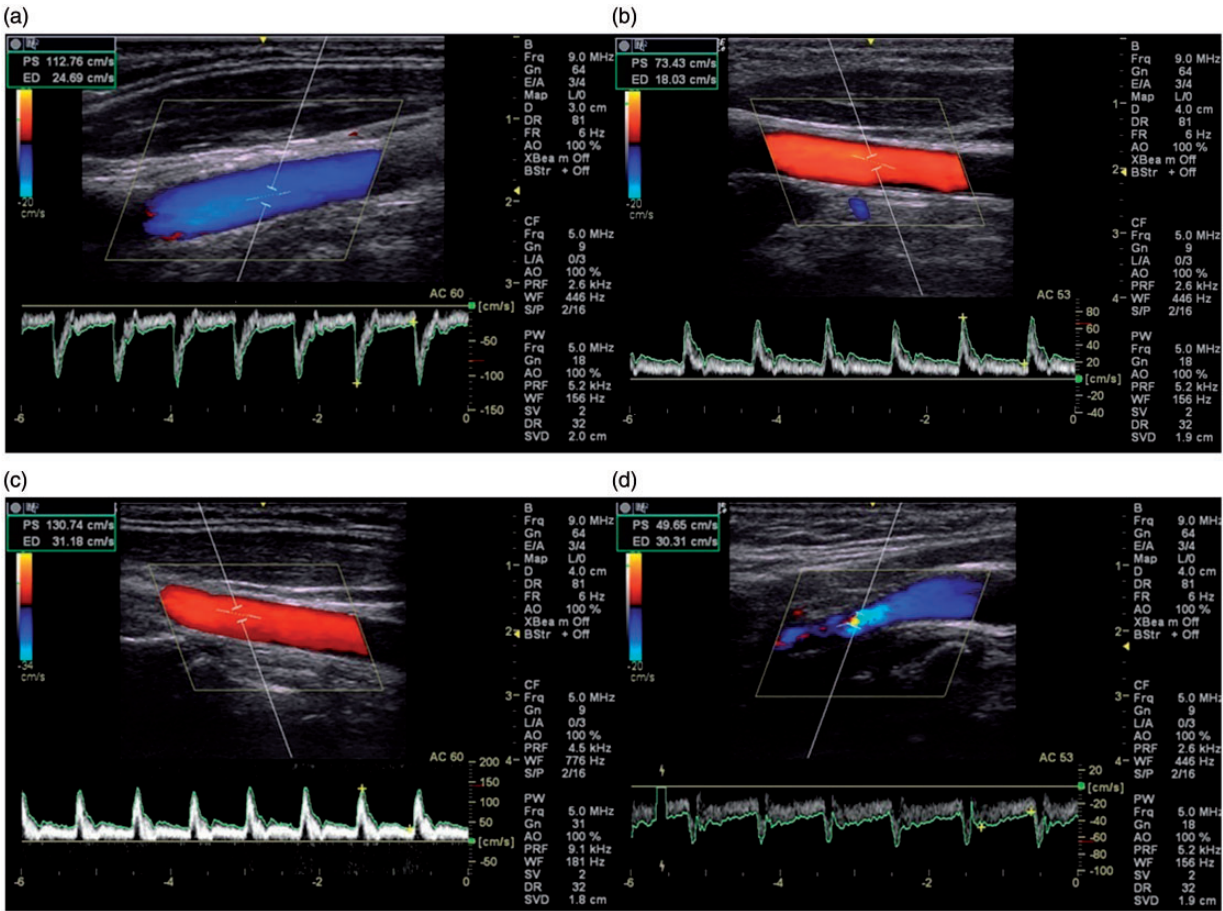 (a)
PS 112.76 cm/s
ED 24.69 cm/s
-20
cm/s
1
2
3
B
Frq 9.0 MHz
Gn 64
E/A 3/4
Map L/0
D 3.0 cm
DR 81
FR 6 Hz
AO 100 %
XBeam Off
BStr + Off
CF
Frq 5.0 MHz
Gn 9
L/A 0/3
AO 100 %
PRF 2.6 kHz
WF 446 Hz
S/P 2/16
PW
Frq 5.0 MHz
Gn 18
AO 100 %
PRF 5.2 kHz
WF 156 Hz
SV 2
DR 32
SVD 2.0 cm
AC 60
[cm/s]
-50
-100
-150
-6 -4 -2 0
(b)
PS 73.43 cm/s
ED 18.03 cm/s
-20
cm/s
1
2
3
4
B
Frq 9.0 MHz
Gn 64
E/A 3/4
Map L/0
D 4.0 cm
DR 81
FR 6 Hz
AO 100 %
XBeam Off
BStr + Off
CF
Frq 5.0 MHz
Gn 9
L/A 0/3
AO 100 %
PRF 2.6 kHz
WF 446 Hz
S/P 2/16
PW
Frq 5.0 MHz
Gn 18
AO 100 %
PRF 5.2 kHz
WF 156 Hz
SV 2
DR 32
SVD 1.9 cm
AC 53
80
60
40
20
[cm/s]
-20
-40
-6 -4 -2 0
(c)
PS 130.74 cm/s
ED 31.18 cm/s
-34
cm/s
1
2
3
4
B
Frq 9.0 MHz
Gn 64
E/A 3/4
Map L/0
D 4.0 cm
DR 81
FR 6 Hz
AO 100 %
XBeam Off
BStr + Off
CF
Frq 5.0 MHz
Gn 9
L/A 0/3
AO 100 %
PRF 4.5 kHz
WF 776 Hz
S/P 2/16
PW
Frq 5.0 MHz
Gn 31
AO 100 %
PRF 9.1 kHz
WF 181 Hz
SV 2
DR 32
SVD 1.8 cm
AC 60
200
150
100
50
[cm/s]
-50
-6 -4 -2 0
(d)
PS 49.65 cm/s
ED 30.31 cm/s
-20
cm/s
1
2
3
4
B
Frq 9.0 MHz
Gn 64
E/A 3/4
Map L/0
D 4.0 cm
DR 81
FR 6 Hz
AO 100 %
XBeam Off
BStr + Off
CF
Frq 5.0 MHz
Gn 9
L/A 0/3
AO 100 %
PRF 2.6 kHz
WF 446 Hz
S/P 2/16
PW
Frq 5.0 MHz
Gn 18
AO 100 %
PRF 5.2 kHz
WF 156 Hz
SV 2
DR 32
SVD 1.9 cm
AC 53
20
[cm/s]
-20
-40
-60
-80
-100
-6 -4 -2 0